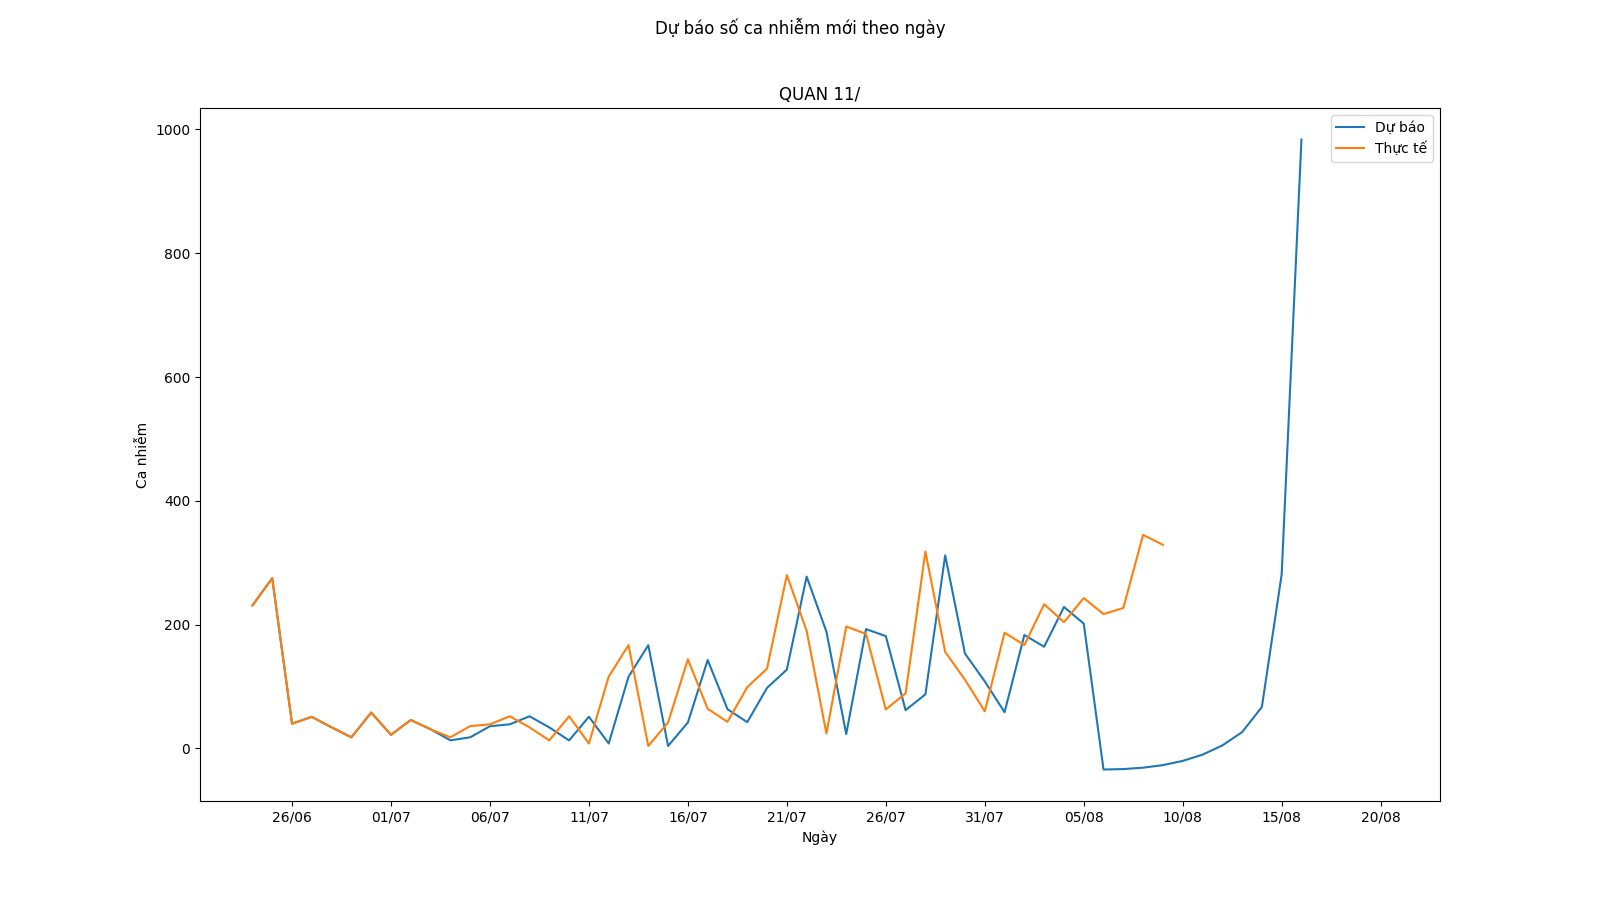 Dự báo số ca nhiễm mới theo ngày
QUAN 11/
Dự báo
Thực tế
1000
800
600
400
200
0
Ca nhiễm
26/06 01/07 06/07 11/07 16/07 21/07 26/07 31/07 05/08 10/08 15/08 20/08
Ngày